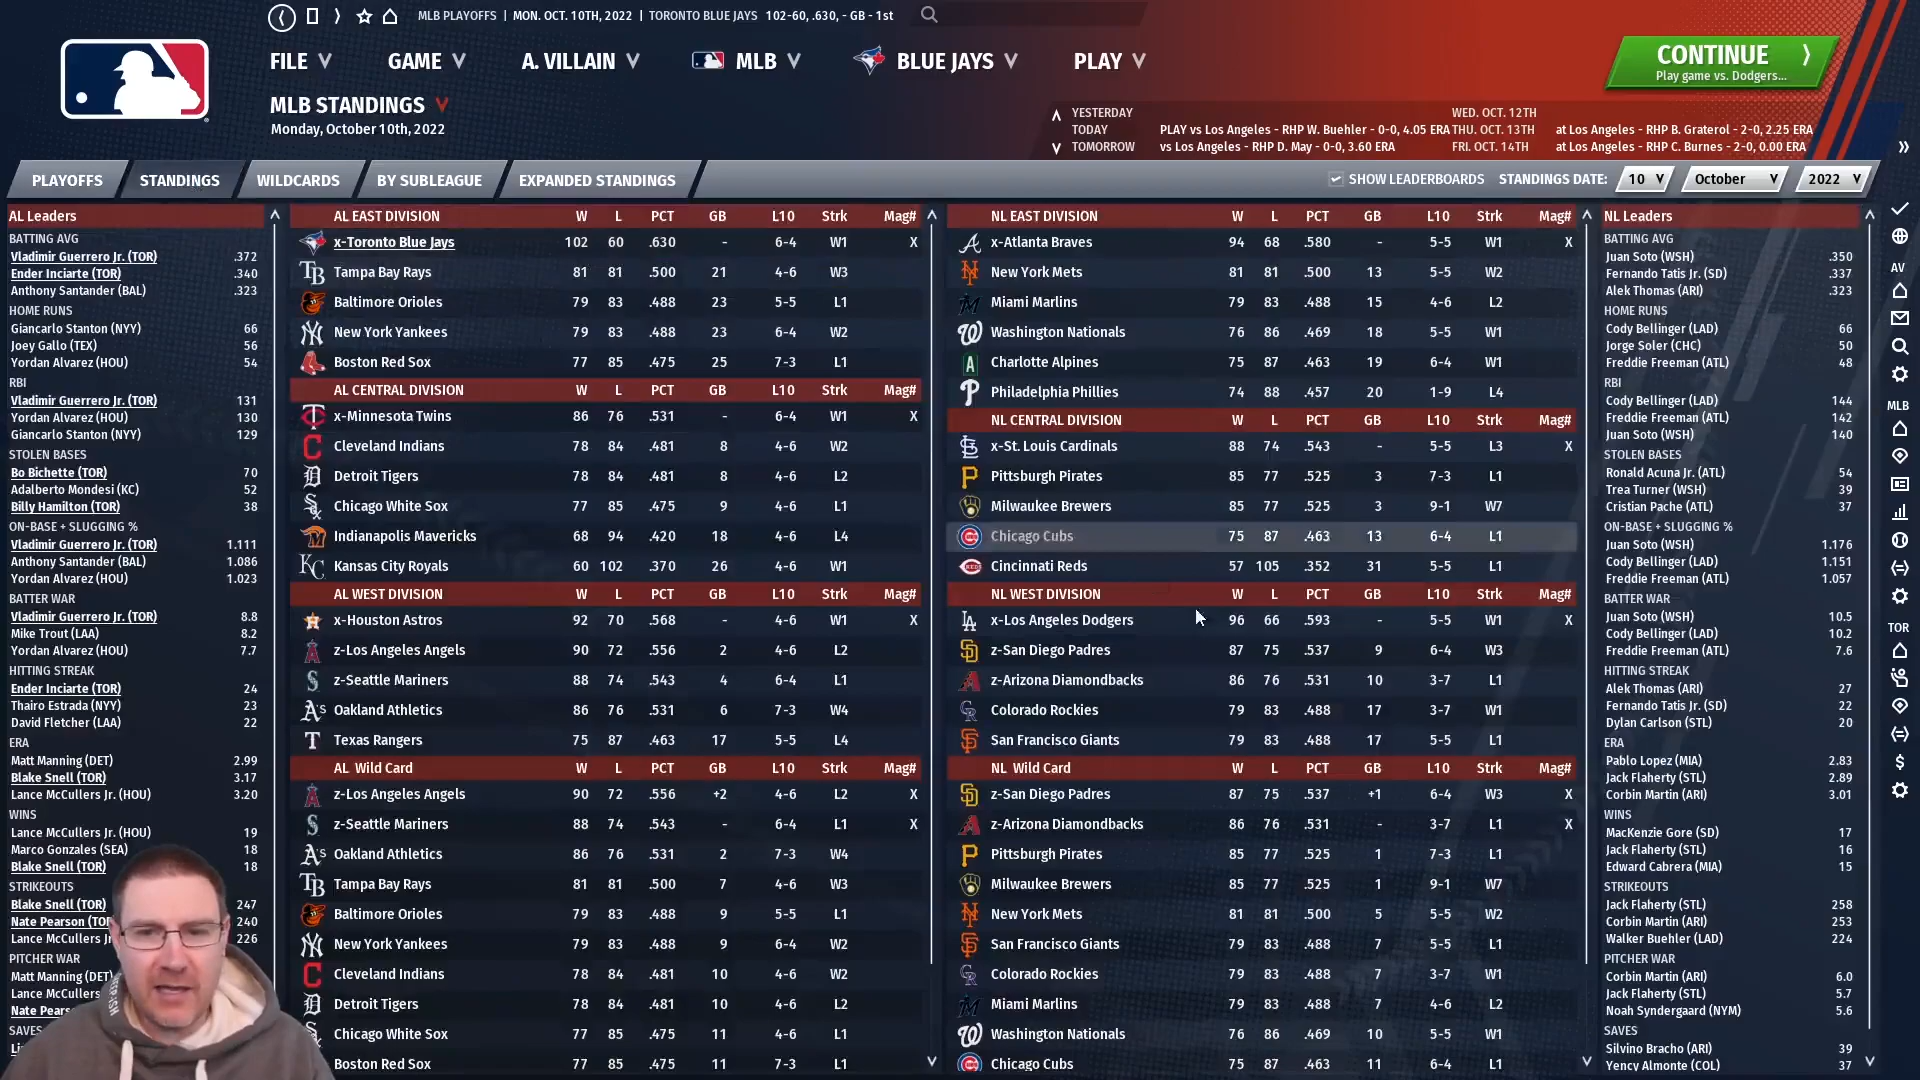 MLB PLAYOFFS | MON. OCT. 10TH, 2022 | TORONTO BLUE JAYS 102-60, .630, - GB - 1st
FILE GAME A. VILLAIN MLB BLUE JAYS PLAY
CONTINUE
Play game vs. Dodgers...
MLB STANDINGS
Monday, October 10th, 2022
YESTERDAY WED. OCT. 12TH
TODAY PLAY vs Los Angeles - RHP W. Buehler - 0-0, 4.05 ERA THU. OCT. 13TH at Los Angeles - RHP B. Graterol - 2-0, 2.25 ERA
TOMORROW vs Los Angeles - RHP D. May - 0-0, 3.60 ERA FRI. OCT. 14TH at Los Angeles - RHP C. Burnes - 2-0, 0.00 ERA
PLAYOFFS STANDINGS WILDCARDS BY SUBLEAGUE EXPANDED STANDINGS SHOW LEADERBOARDS STANDINGS DATE: 10 October 2022
AL Leaders
BATTING AVG
Vladimir Guerrero Jr. (TOR) .372
Ender Inciarte (TOR) .340
Anthony Santander (BAL) .323
HOME RUNS
Giancarlo Stanton (NYY) 66
Joey Gallo (TEX) 56
Yordan Alvarez (HOU) 54
RBI
Vladimir Guerrero Jr. (TOR) 131
Yordan Alvarez (HOU) 130
Giancarlo Stanton (NYY) 129
STOLEN BASES
Bo Bichette (TOR) 70
Adalberto Mondesi (KC) 52
Billy Hamilton (TOR) 38
ON-BASE + SLUGGING %
Vladimir Guerrero Jr. (TOR) 1.111
Anthony Santander (BAL) 1.086
Yordan Alvarez (HOU) 1.023
BATTER WAR
Vladimir Guerrero Jr. (TOR) 8.8
Mike Trout (LAA) 8.2
Yordan Alvarez (HOU) 7.7
HITTING STREAK
Ender Inciarte (TOR) 24
Thairo Estrada (NYY) 23
David Fletcher (LAA) 22
ERA
Matt Manning (DET) 2.99
Blake Snell (TOR) 3.17
Lance McCullers Jr. (HOU) 3.20
WINS
Lance McCullers Jr. (HOU) 19
Marco Gonzales (SEA) 18
Blake Snell (TOR) 18
STRIKEOUTS
Blake Snell (TOR) 247
Nate Pearson (TOR 240
Lance McCullers Jr 226
PITCHER WAR
Matt Manning (DET)
Lance McCullers
Nate Pears
SAVES
AL EAST DIVISION W L PCT GB L10 Strk Mag#
x-Toronto Blue Jays 102 60 .630 - 6-4 W1 X
Tampa Bay Rays 81 81 .500 21 4-6 W3
Baltimore Orioles 79 83 .488 23 5-5 L1
New York Yankees 79 83 .488 23 6-4 W2
Boston Red Sox 77 85 .475 25 7-3 L1
AL CENTRAL DIVISION W L PCT GB L10 Strk Mag#
x-Minnesota Twins 86 76 .531 - 6-4 W1 X
Cleveland Indians 78 84 .481 8 4-6 W2
Detroit Tigers 78 84 .481 8 4-6 L2
Chicago White Sox 77 85 .475 9 4-6 L1
Indianapolis Mavericks 68 94 .420 18 4-6 L4
Kansas City Royals 60 102 .370 26 4-6 W1
AL WEST DIVISION W L PCT GB L10 Strk Mag#
x-Houston Astros 92 70 .568 - 4-6 W1 X
z-Los Angeles Angels 90 72 .556 2 4-6 L2
z-Seattle Mariners 88 74 .543 4 6-4 L1
Oakland Athletics 86 76 .531 6 7-3 W4
Texas Rangers 75 87 .463 17 5-5 L4
AL Wild Card W L PCT GB L10 Strk Mag#
z-Los Angeles Angels 90 72 .556 +2 4-6 L2 X
z-Seattle Mariners 88 74 .543 - 6-4 L1 X
Oakland Athletics 86 76 .531 2 7-3 W4
Tampa Bay Rays 81 81 .500 7 4-6 W3
Baltimore Orioles 79 83 .488 9 5-5 L1
New York Yankees 79 83 .488 9 6-4 W2
Cleveland Indians 78 84 .481 10 4-6 W2
Detroit Tigers 78 84 .481 10 4-6 L2
Chicago White Sox 77 85 .475 11 4-6 L1
Boston Red Sox 77 85 .475 11 7-3 L1
NL EAST DIVISION W L PCT GB L10 Strk Mag#
x-Atlanta Braves 94 68 .580 - 5-5 W1 X
New York Mets 81 81 .500 13 5-5 W2
Miami Marlins 79 83 .488 15 4-6 L2
Washington Nationals 76 86 .469 18 5-5 W1
Charlotte Alpines 75 87 .463 19 6-4 W1
Philadelphia Phillies 74 88 .457 20 1-9 L4
NL CENTRAL DIVISION W L PCT GB L10 Strk Mag#
x-St. Louis Cardinals 88 74 .543 - 5-5 L3 X
Pittsburgh Pirates 85 77 .525 3 7-3 L1
Milwaukee Brewers 85 77 .525 3 9-1 W7
Chicago Cubs 75 87 .463 13 6-4 L1
Cincinnati Reds 57 105 .352 31 5-5 L1
NL WEST DIVISION W L PCT GB L10 Strk Mag#
x-Los Angeles Dodgers 96 66 .593 - 5-5 W1 X
z-San Diego Padres 87 75 .537 9 6-4 W3
z-Arizona Diamondbacks 86 76 .531 10 3-7 L1
Colorado Rockies 79 83 .488 17 3-7 W1
San Francisco Giants 79 83 .488 17 5-5 L1
NL Wild Card W L PCT GB L10 Strk Mag#
z-San Diego Padres 87 75 .537 +1 6-4 W3 X
z-Arizona Diamondbacks 86 76 .531 - 3-7 L1 X
Pittsburgh Pirates 85 77 .525 1 7-3 L1
Milwaukee Brewers 85 77 .525 1 9-1 W7
New York Mets 81 81 .500 5 5-5 W2
San Francisco Giants 79 83 .488 7 5-5 L1
Colorado Rockies 79 83 .488 7 3-7 W1
Miami Marlins 79 83 .488 7 4-6 L2
Washington Nationals 76 86 .469 10 5-5 W1
Chicago Cubs 75 87 .463 11 6-4 L1
NL Leaders
BATTING AVG
Juan Soto (WSH) .350
Fernando Tatis Jr. (SD) .337
Alek Thomas (ARI) .323
HOME RUNS
Cody Bellinger (LAD) 66
Jorge Soler (CHC) 50
Freddie Freeman (ATL) 48
RBI
Cody Bellinger (LAD) 144
Freddie Freeman (ATL) 142
Juan Soto (WSH) 140
STOLEN BASES
Ronald Acuna Jr. (ATL) 54
Trea Turner (WSH) 39
Cristian Pache (ATL) 37
ON-BASE + SLUGGING %
Juan Soto (WSH) 1.176
Cody Bellinger (LAD) 1.151
Freddie Freeman (ATL) 1.057
BATTER WAR
Juan Soto (WSH) 10.5
Cody Bellinger (LAD) 10.2
Freddie Freeman (ATL) 7.6
HITTING STREAK
Alek Thomas (ARI) 27
Fernando Tatis Jr. (SD) 22
Dylan Carlson (STL) 20
ERA
Pablo Lopez (MIA) 2.83
Jack Flaherty (STL) 2.89
Corbin Martin (ARI) 3.01
WINS
MacKenzie Gore (SD) 17
Jack Flaherty (STL) 16
Edward Cabrera (MIA) 15
STRIKEOUTS
Jack Flaherty (STL) 258
Corbin Martin (ARI) 253
Walker Buehler (LAD) 224
PITCHER WAR
Corbin Martin (ARI) 6.0
Jack Flaherty (STL) 5.7
Noah Syndergaard (NYM) 5.6
SAVES
Silvino Bracho (ARI) 39
Yency Almonte (COL) 37
AV
MLB
TOR